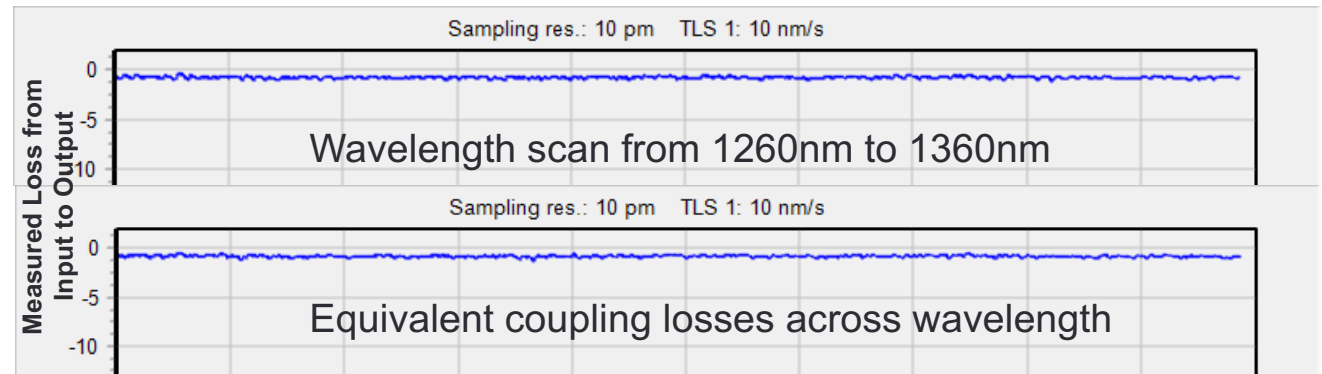 Sampling res.: 10 pm TLS 1: 10 nm/s
Measured Loss from
Input to Output
0
-5
10
Wavelength scan from 1260nm to 1360nm
Sampling res.: 10 pm TLS 1: 10 nm/s
0
-5
-10
Equivalent coupling losses across wavelength